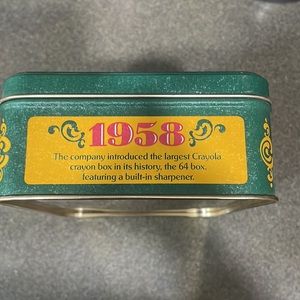 1958
The company introduced the largest Crayola
crayon box in its history, the 64 box,
featuring a built-in sharpener.